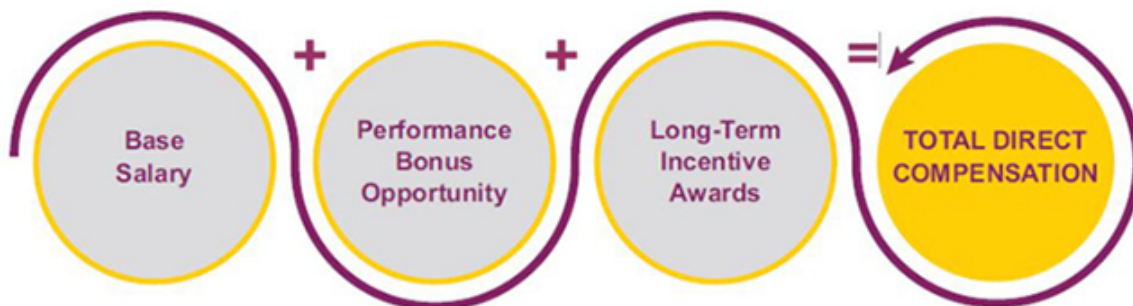 Base
Salary
+
Performance
Bonus
Opportunity
+
Long-Term
Incentive
Awards
=
TOTAL DIRECT
COMPENSATION